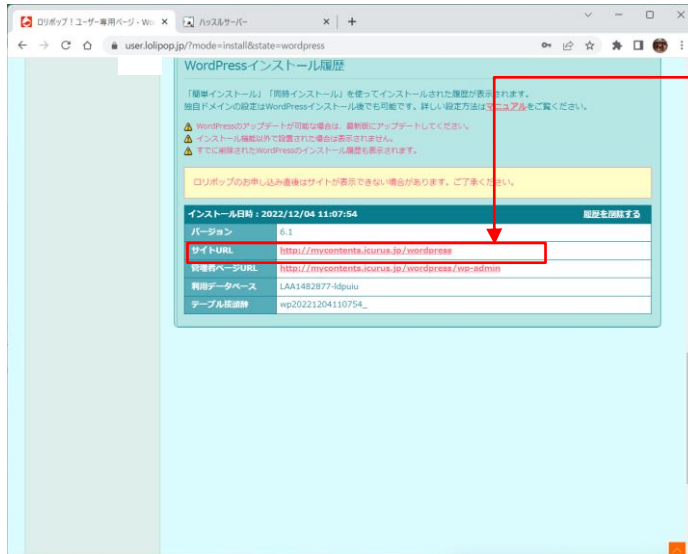 ロリポップ！ユーザー専用ページ - Wo
ハッスルサーバー
user.lolipop.jp/?mode=install&state=wordpress
WordPressインストール履歴
「簡単インストール」「同時インストール」を使ってインストールされた履歴が表示されます。
独自ドメインの設定はWordPressインストール後でも可能です。詳しい設定方法はマニュアルをご覧ください。
WordPressのアップデートが可能な場合は、最新版にアップデートしてください。
インストール機能以外で設置された場合は表示されません。
すでに削除されたWordPressのインストール履歴も表示されます。
ロリポップのお申し込み直後はサイトが表示できない場合があります。ご了承ください。
インストール日時 : 2022/12/04 11:07:54 履歴を削除する
バージョン 6.1
サイトURL http://mycontents.icurus.jp/wordpress
管理者ページURL http://mycontents.icurus.jp/wordpress/wp-admin
利用データベース LAA1482877-ldpuiu
テーブル接頭辞 wp20221204110754_